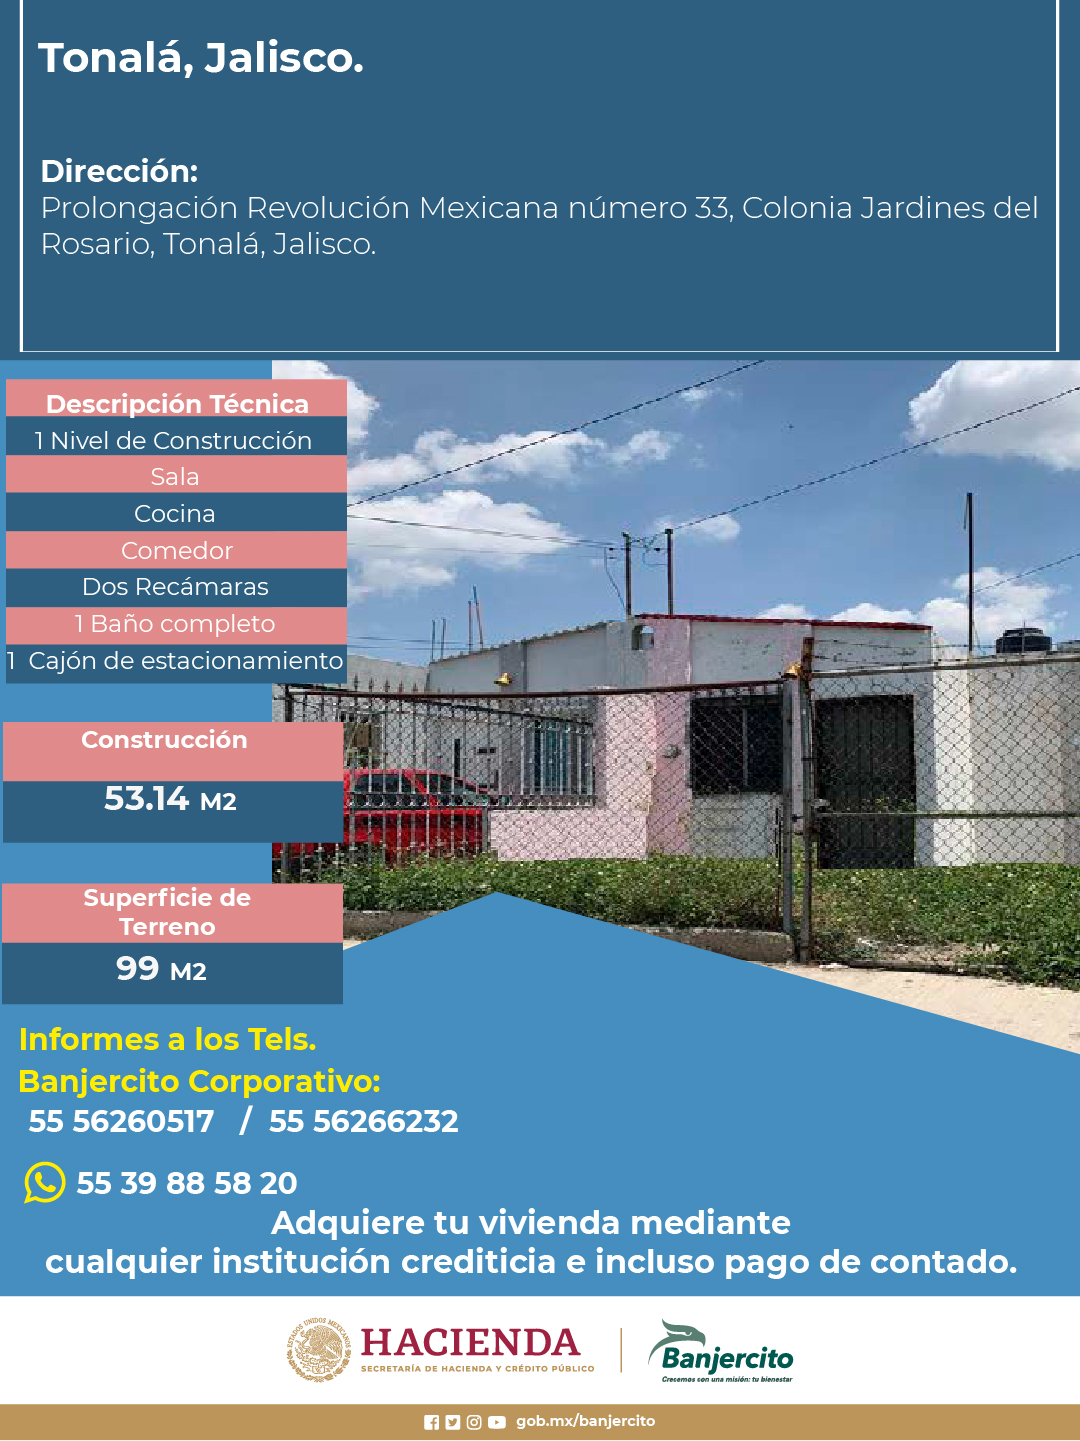 Tonalá, Jalisco.
Dirección:
Prolongación Revolución Mexicana número 33, Colonia Jardines del
Rosario, Tonalá, Jalisco.
Descripción Técnica
1 Nivel de Construcción
Sala
Cocina
Comedor
Dos Recámaras
1 Baño completo
1 Cajón de estacionamiento
Construcción
53.14 M2
Superficie de
Terreno
99 M2
Informes a los Tels.
Banjercito Corporativo:
55 56260517 / 55 56266232
55 39 88 58 20
Adquiere tu vivienda mediante
cualquier institución crediticia e incluso pago de contado.
ESTADOS UNIDOS MEXICANOS
HACIENDA
SECRETARÍA DE HACIENDA Y CRÉDITO PÚBLICO
Banjercito
Crecemos con una misión: tu bienestar
gob.mx/banjercito